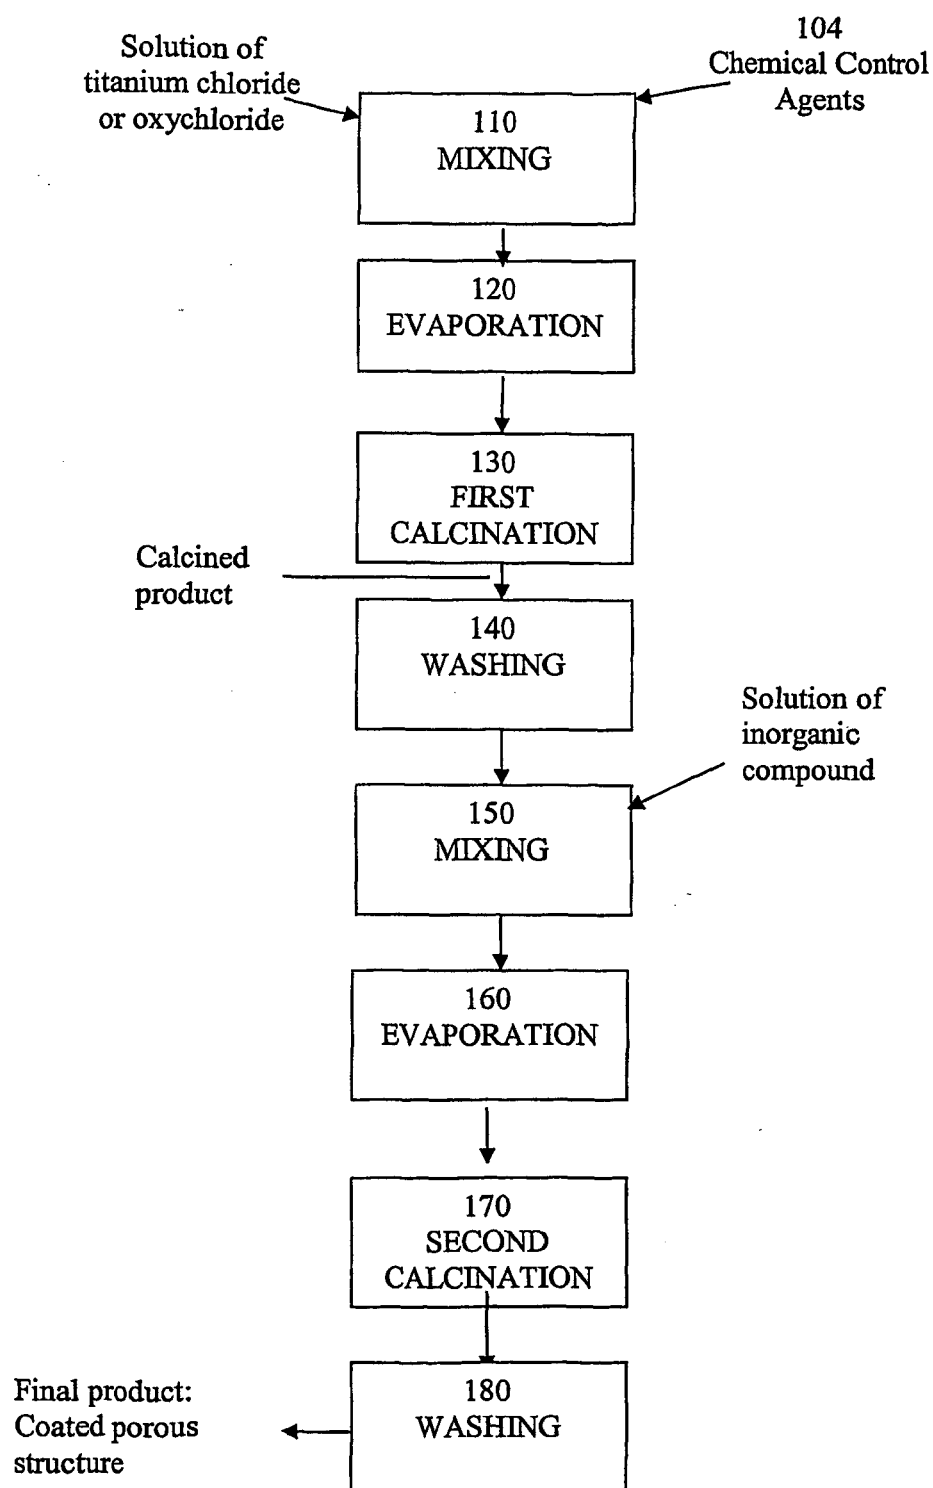 Solution of
titanium chloride
or oxychloride
104
Chemical Control
Agents
110
MIXING
120
EVAPORATION
130
FIRST
CALCINATION
Calcined
product
140
WASHING
Solution of
inorganic
compound
150
MIXING
160
EVAPORATION
170
SECOND
CALCINATION
180
WASHING
Final product:
Coated porous
structure